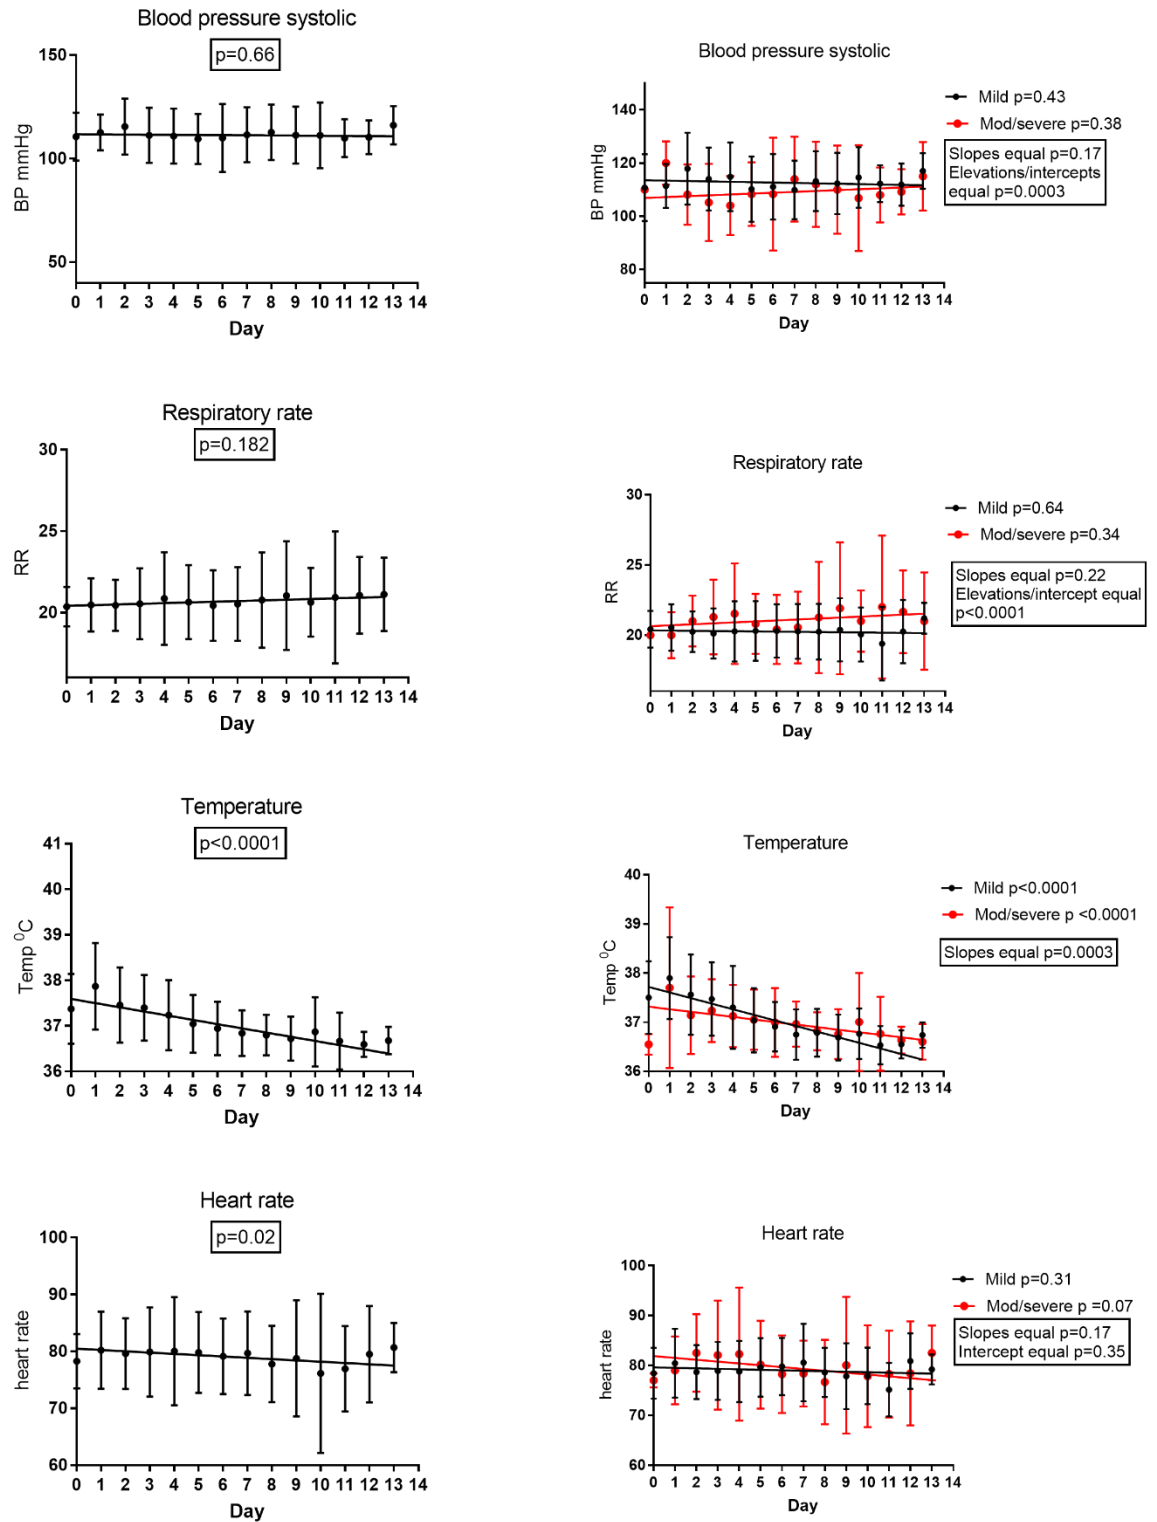 Blood pressure systolic
p=0.66
150
100
50
BP mmHg
0 1 2 3 4 5 6 7 8 9 10 11 12 13 14
Day
Blood pressure systolic
Mild p=0.43
Mod/severe p=0.38
Slopes equal p=0.17
Elevations/intercepts
equal p=0.0003
140
120
100
80
BP mmHg
0 1 2 3 4 5 6 7 8 9 10 11 12 13 14
Day
Respiratory rate
p=0.182
30
25
20
RR
0 1 2 3 4 5 6 7 8 9 10 11 12 13 14
Day
Respiratory rate
Mild p=0.64
Mod/severe p=0.34
Slopes equal p=0.22
Elevations/intercept equal
p<0.0001
30
25
20
RR
0 1 2 3 4 5 6 7 8 9 10 11 12 13 14
Day
Temperature
p<0.0001
41
40
39
38
37
36
Temp ⁰C
0 1 2 3 4 5 6 7 8 9 10 11 12 13 14
Day
Temperature
Mild p<0.0001
Mod/severe p <0.0001
Slopes equal p=0.0003
40
39
38
37
36
Temp ⁰C
0 1 2 3 4 5 6 7 8 9 10 11 12 13 14
Day
Heart rate
p=0.02
100
90
80
70
60
heart rate
0 1 2 3 4 5 6 7 8 9 10 11 12 13 14
Day
Heart rate
Mild p=0.31
Mod/severe p =0.07
Slopes equal p=0.17
Intercept equal p=0.35
100
90
80
70
60
heart rate
0 1 2 3 4 5 6 7 8 9 10 11 12 13 14
Day